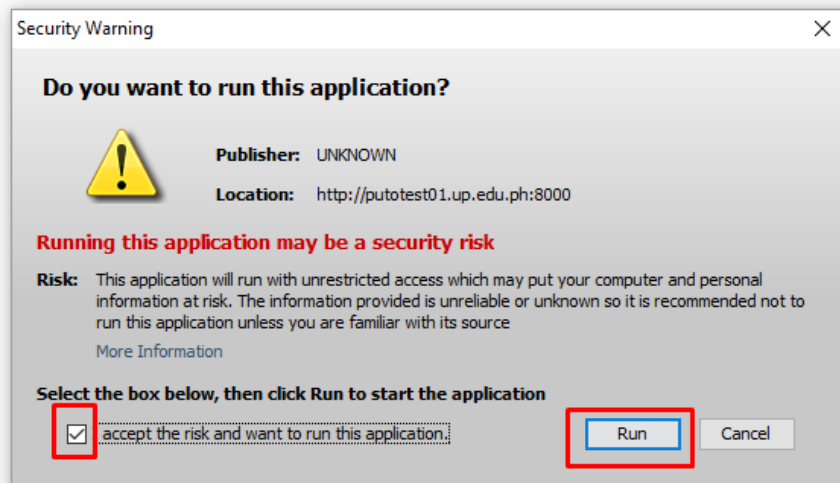 Security Warning
Do you want to run this application?
Publisher: UNKNOWN
Location: http://putotest01.up.edu.ph:8000
Running this application may be a security risk
Risk: This application will run with unrestricted access which may put your computer and personal
information at risk. The information provided is unreliable or unknown so it is recommended not to
run this application unless you are familiar with its source
More Information
Select the box below, then click Run to start the application
accept the risk and want to run this application.
Run Cancel